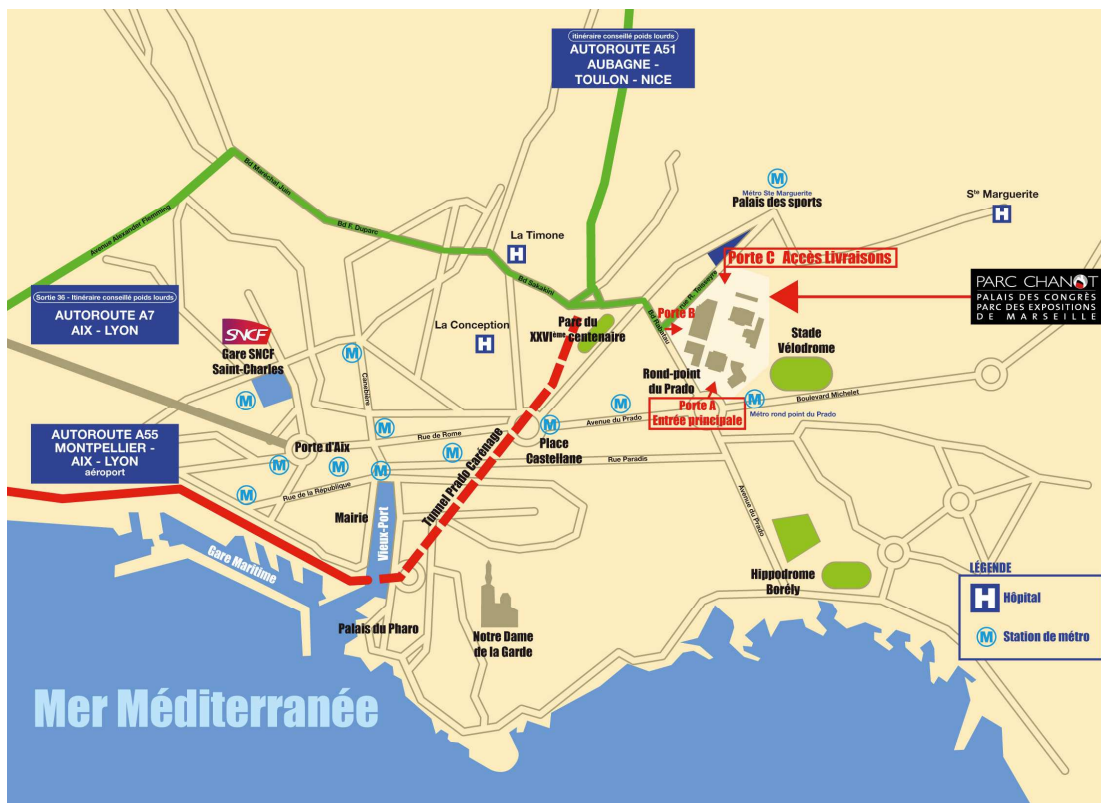 itinéraire conseillé poids lourds
AUTOROUTE A51
AUBAGNE -
TOULON - NICE
Bd Maréchal Juin
Avenue Alexander Flemming
Bd F. Duparc
La Timone
H
Bd Sakakini
M
Métro Ste Marguerite
Palais des sports
Ste Marguerite
H
Porte C Accès Livraisons
rue R. Teisseyre
Porte B
Bd Rabatau
PARC CHANOT
PALAIS DES CONGRÈS
PARC DES EXPOSITIONS
DE MARSEILLE
Sortie 36 - Itinéraire conseillé poids lourds
AUTOROUTE A7
AIX - LYON
SNCF
Gare SNCF
Saint-Charles
M
M
Canebière
La Conception
H
Parc du
XXVIème centenaire
Stade
Vélodrome
Rond-point
du Prado
Porte A
Entrée principale
M
Métro rond point du Prado
Boulevard Michelet
M
Avenue du Prado
M
Place
Castellane
AUTOROUTE A55
MONTPELLIER -
AIX - LYON
aéroport
Porte d'Aix
M
Rue de Rome
M
M
M
M
M
Rue de la République
Rue Paradis
Tunnel Prado Carénage
Mairie
Vieux-Port
Avenue du Prado
Gare Maritime
Palais du Pharo
Notre Dame
de la Garde
Hippodrome
Borély
LÉGENDE
H Hôpital
M Station de métro
Mer Méditerranée